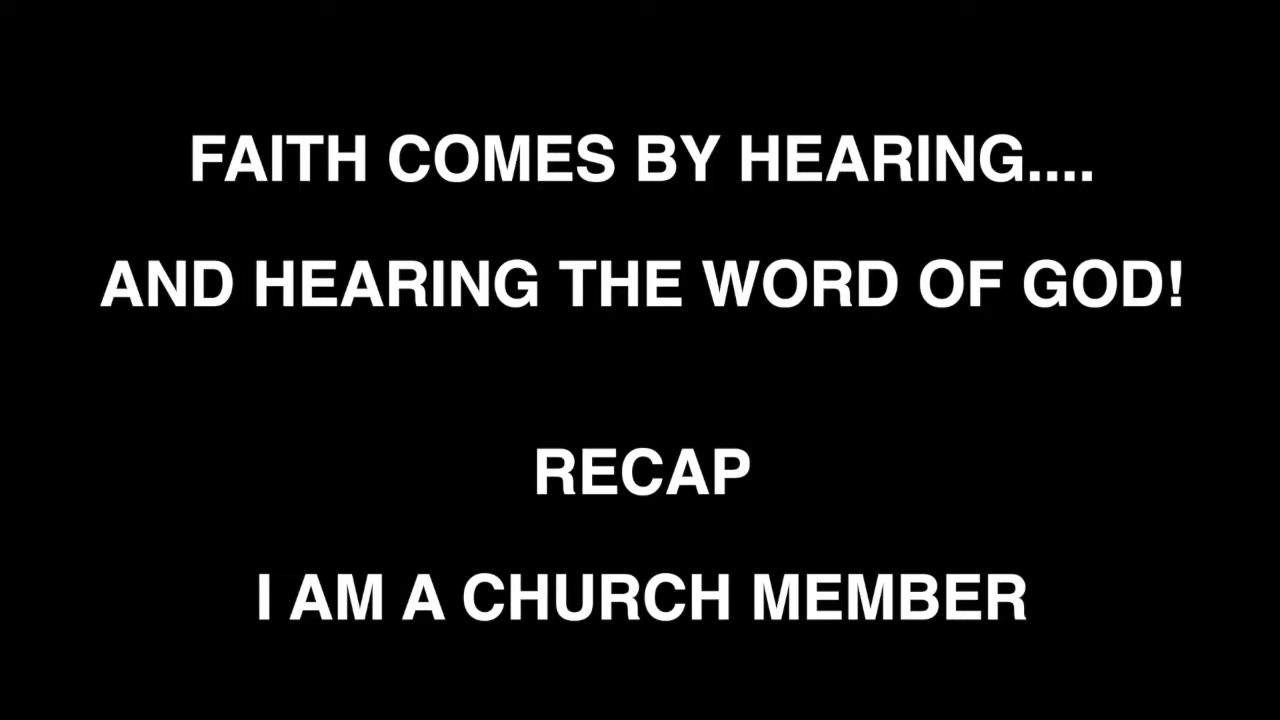 FAITH COMES BY HEARING....
AND HEARING THE WORD OF GOD!
RECAP
I AM A CHURCH MEMBER